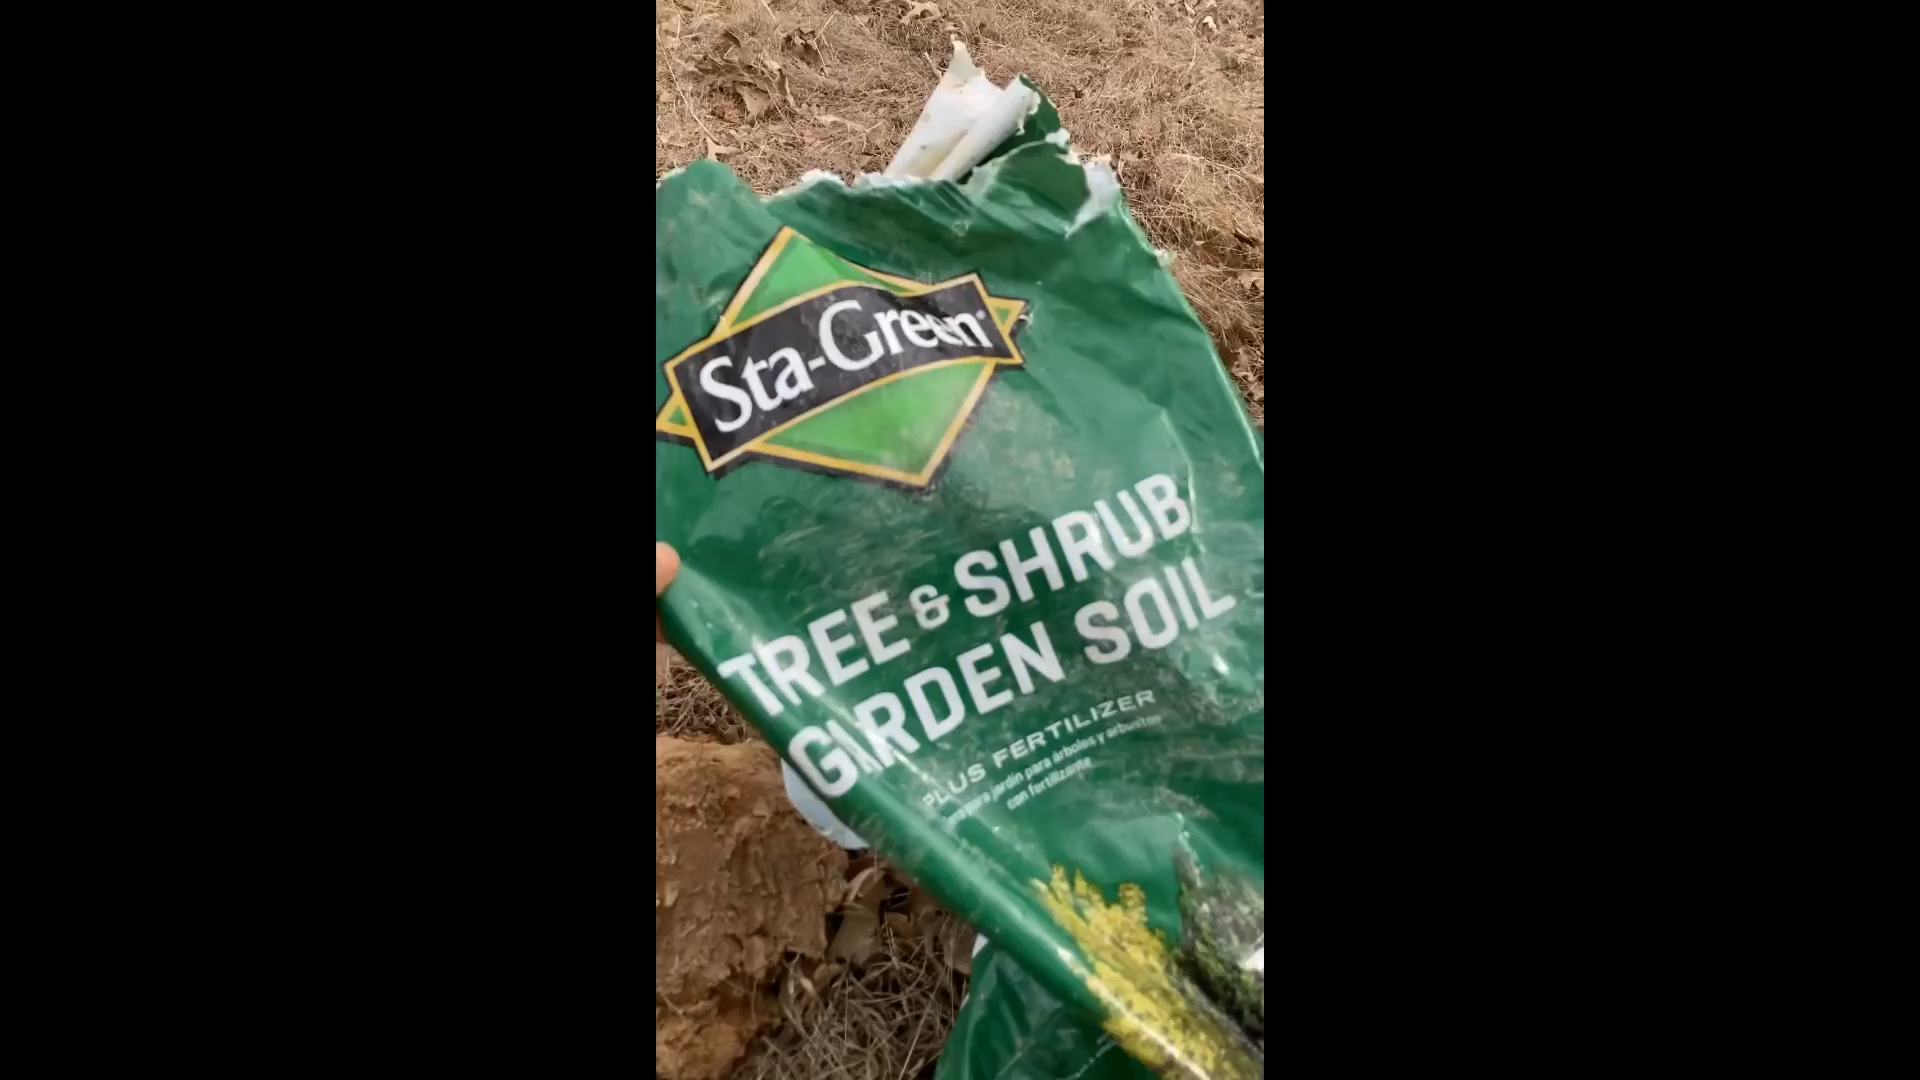 Sta-Green®
TREE & SHRUB
GARDEN SOIL
PLUS FERTILIZER
para jardín para árboles y arbustos
con fertilizante